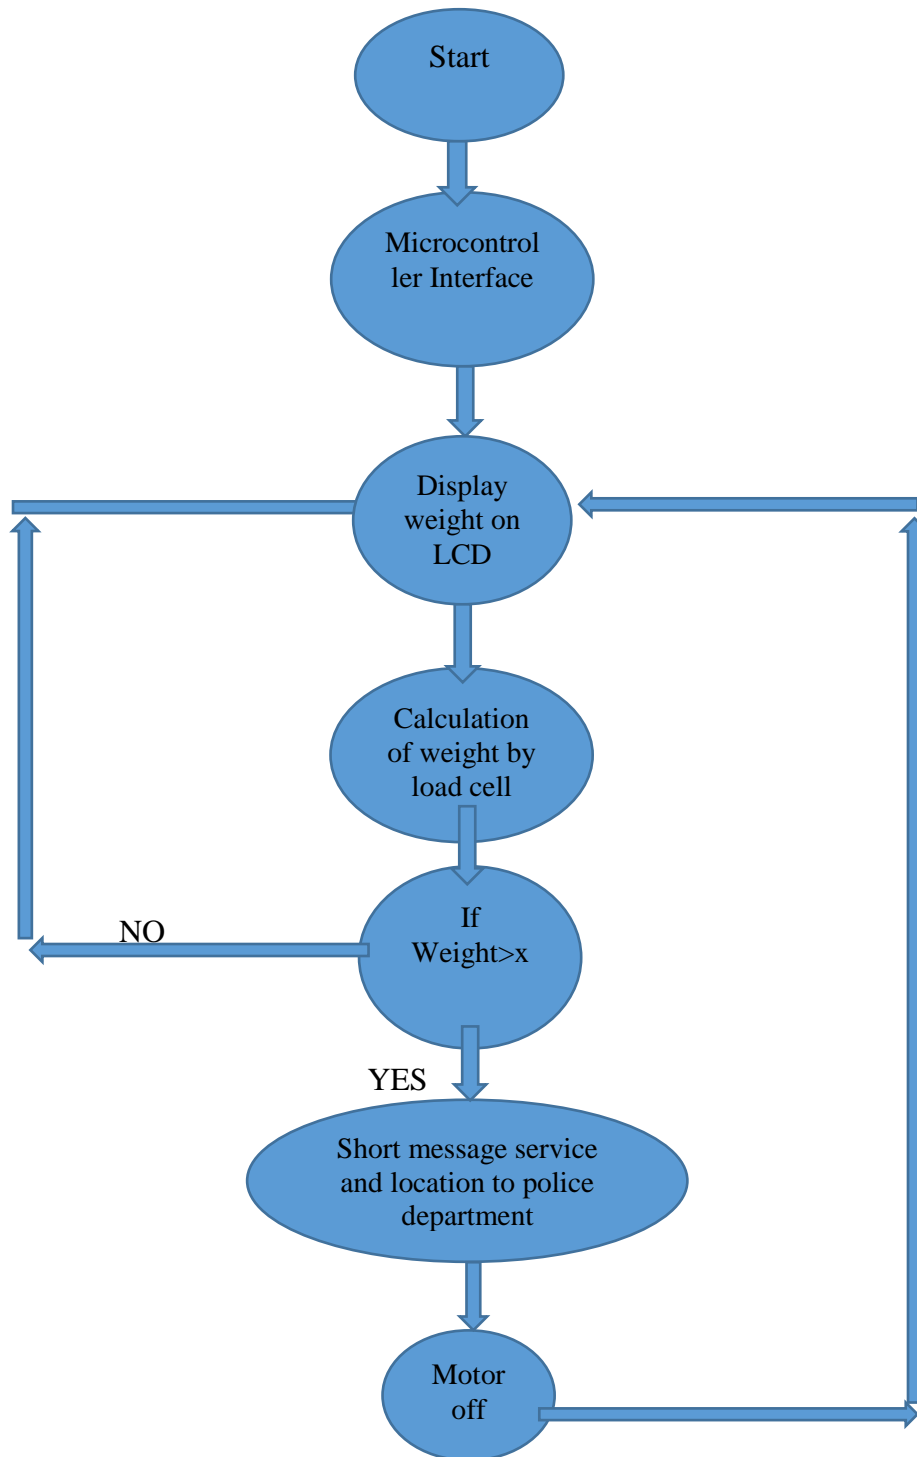 Start
Microcontrol
ler Interface
Display
weight on
LCD
Calculation
of weight by
load cell
If
Weight>x
NO
YES
Short message service
and location to police
department
Motor
off